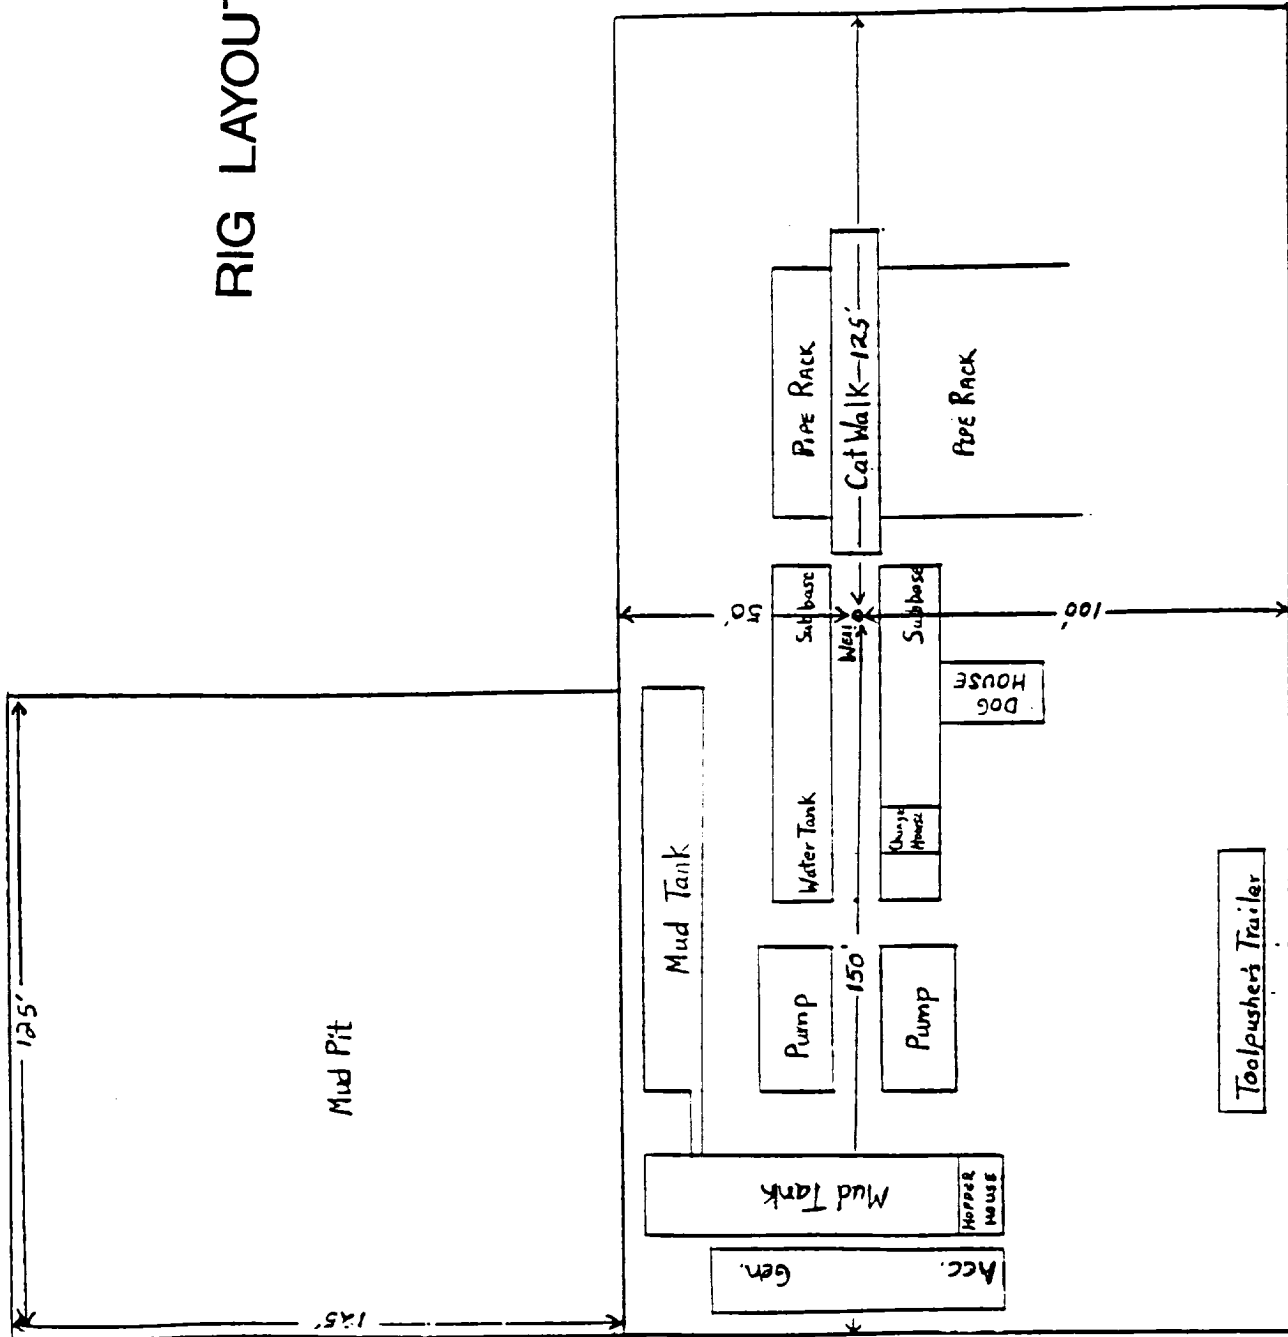 RIG LAYOUT
125'
Mud Pit
125'
Mud Tank
50'
Water Tank
Subbase
Well
Subbase
Change
House
DOG
HOUSE
100'
PIPE RACK
Cat Walk-125'
PIPE RACK
Pump
150'
Pump
Mud Tank
HOPPER
HOUSE
Gen.
Acc.
Toolpusher's Trailer